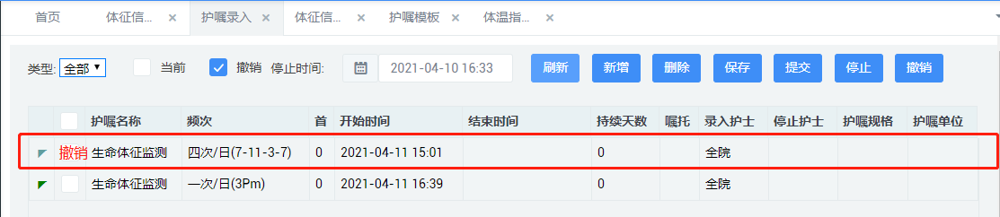 首页 体征信... 护嘱录入 体征信... 护嘱模板 体温指...
类型: 全部 当前 撤销 停止时间: 2021-04-10 16:33 刷新 新增 删除 保存 提交 停止 撤销
护嘱名称 频次 首 开始时间 结束时间 持续天数 嘱托 录入护士 停止护士 护嘱规格 护嘱单位
撤销 生命体征监测 四次/日(7-11-3-7) 0 2021-04-11 15:01 0 全院
生命体征监测 一次/日(3Pm) 0 2021-04-11 16:39 0 全院